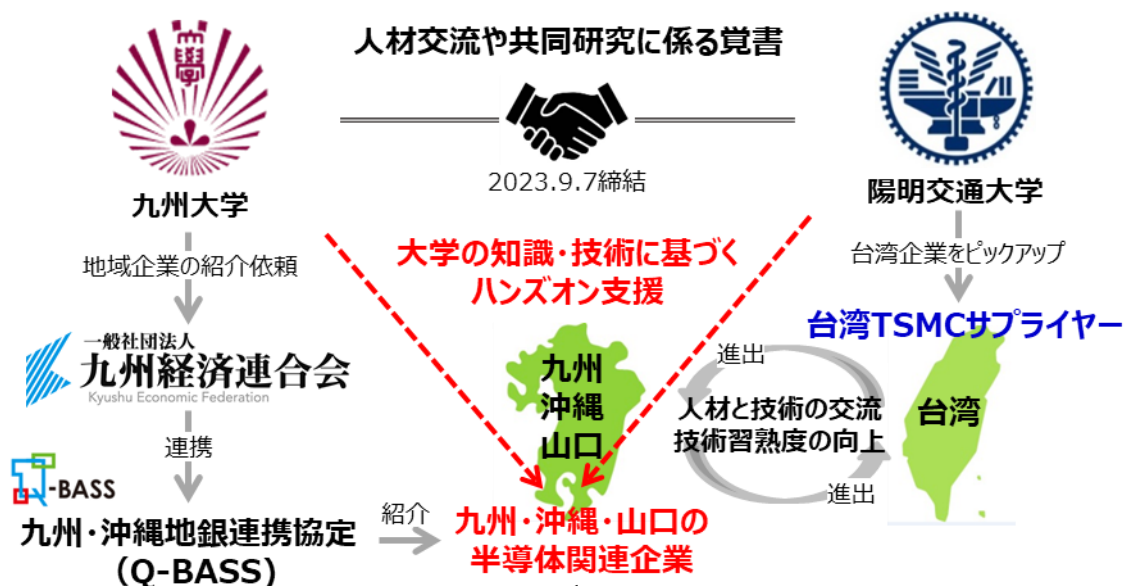 大學
人材交流や共同研究に係る覚書
2023.9.7締結
九州大学
陽明交通大学
地域企業の紹介依頼
大学の知識・技術に基づく
ハンズオン支援
台湾企業をピックアップ
台湾TSMCサプライヤー
一般社団法人
九州経済連合会
Kyushu Economic Federation
九州
沖縄
山口
進出
人材と技術の交流
技術習熟度の向上
進出
台湾
連携
Q-BASS
九州・沖縄地銀連携協定
(Q-BASS)
紹介
九州・沖縄・山口の
半導体関連企業